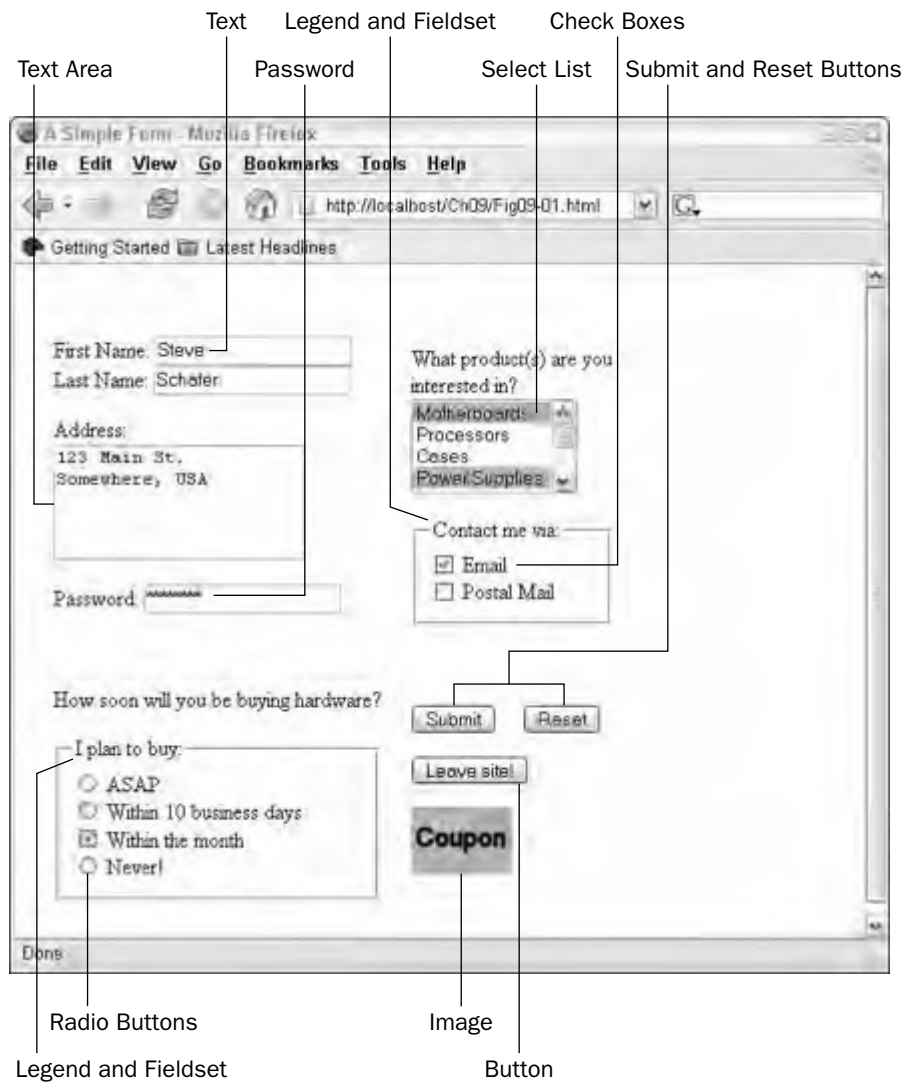 Text Legend and Fieldset Check Boxes
Text Area Password Select List Submit and Reset Buttons
A Simple Form - Mozilla Firefox
File Edit View Go Bookmarks Tools Help
http://localhost/Ch09/Fig09-01.html
G
Getting Started Latest Headlines
First Name: Steve
Last Name: Schafer
Address:
123 Main St.
Somewhere, USA
Password: ********
How soon will you be buying hardware?
I plan to buy:
ASAP
Within 10 business days
Within the month
Never!
What product(s) are you
interested in?
Motherboards
Processors
Cases
Power Supplies
Contact me via:
Email
Postal Mail
Submit Reset
Leave site!
Coupon
Done
Radio Buttons Image
Legend and Fieldset Button